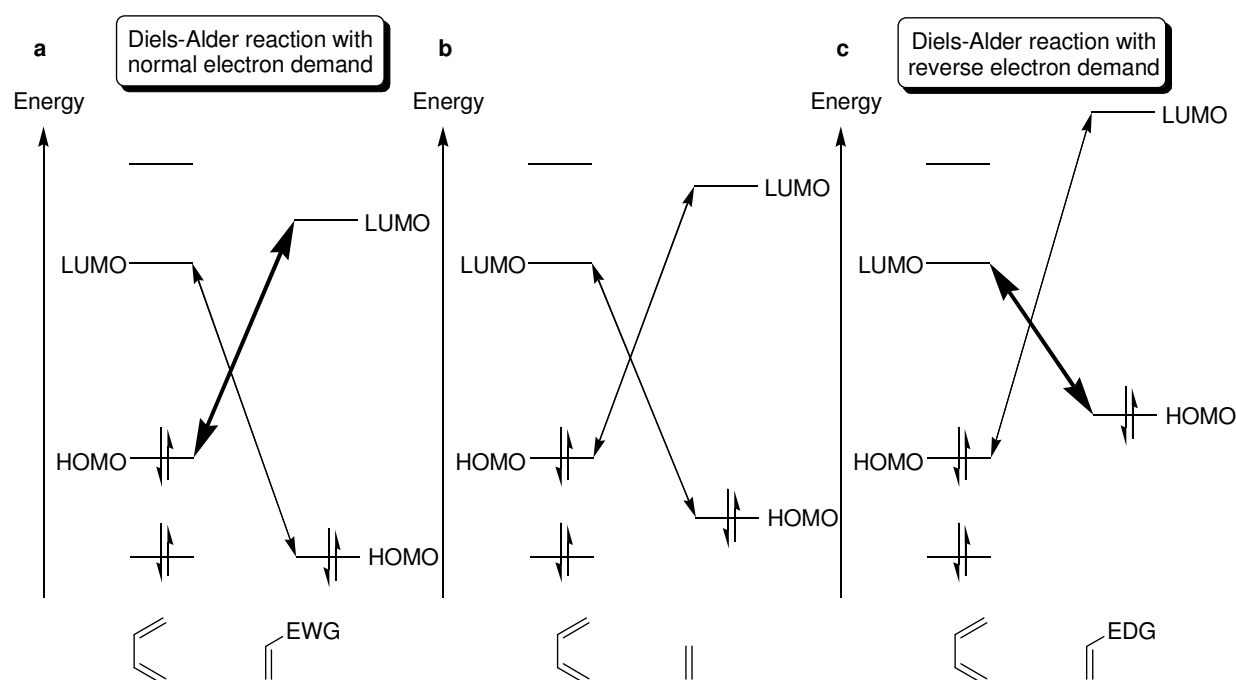 a
Diels-Alder reaction with
normal electron demand
Energy
LUMO
LUMO
HOMO
HOMO
EWG
b
Energy
LUMO
LUMO
HOMO
HOMO
c
Diels-Alder reaction with
reverse electron demand
Energy
LUMO
LUMO
HOMO
HOMO
EDG